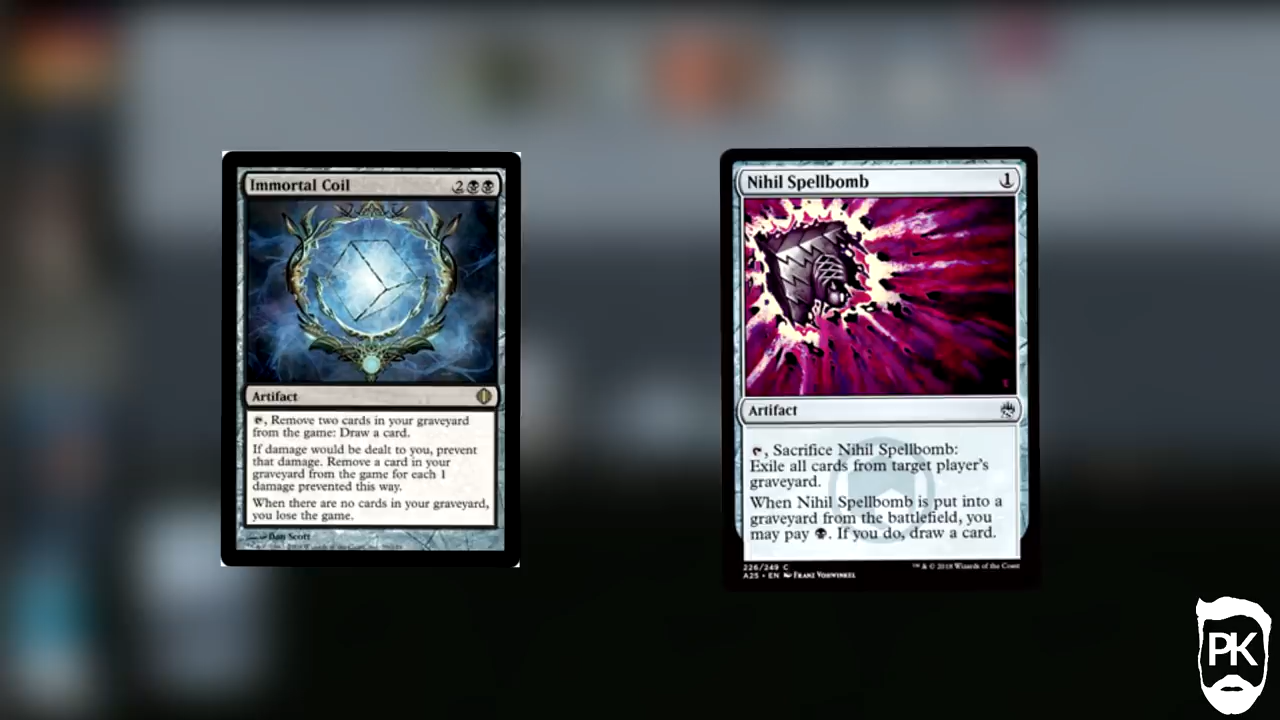 Immortal Coil 2
Artifact
, Remove two cards in your graveyard
from the game: Draw a card.
If damage would be dealt to you, prevent
that damage. Remove a card in your
graveyard from the game for each 1
damage prevented this way.
When there are no cards in your graveyard,
you lose the game.
Dan Scott
Nihil Spellbomb 1
Artifact
, Sacrifice Nihil Spellbomb:
Exile all cards from target player's
graveyard.
When Nihil Spellbomb is put into a
graveyard from the battlefield, you
may pay . If you do, draw a card.
226/249 C
A25 • EN Franz Vohwinkel
™ & © 2018 Wizards of the Coast
PK